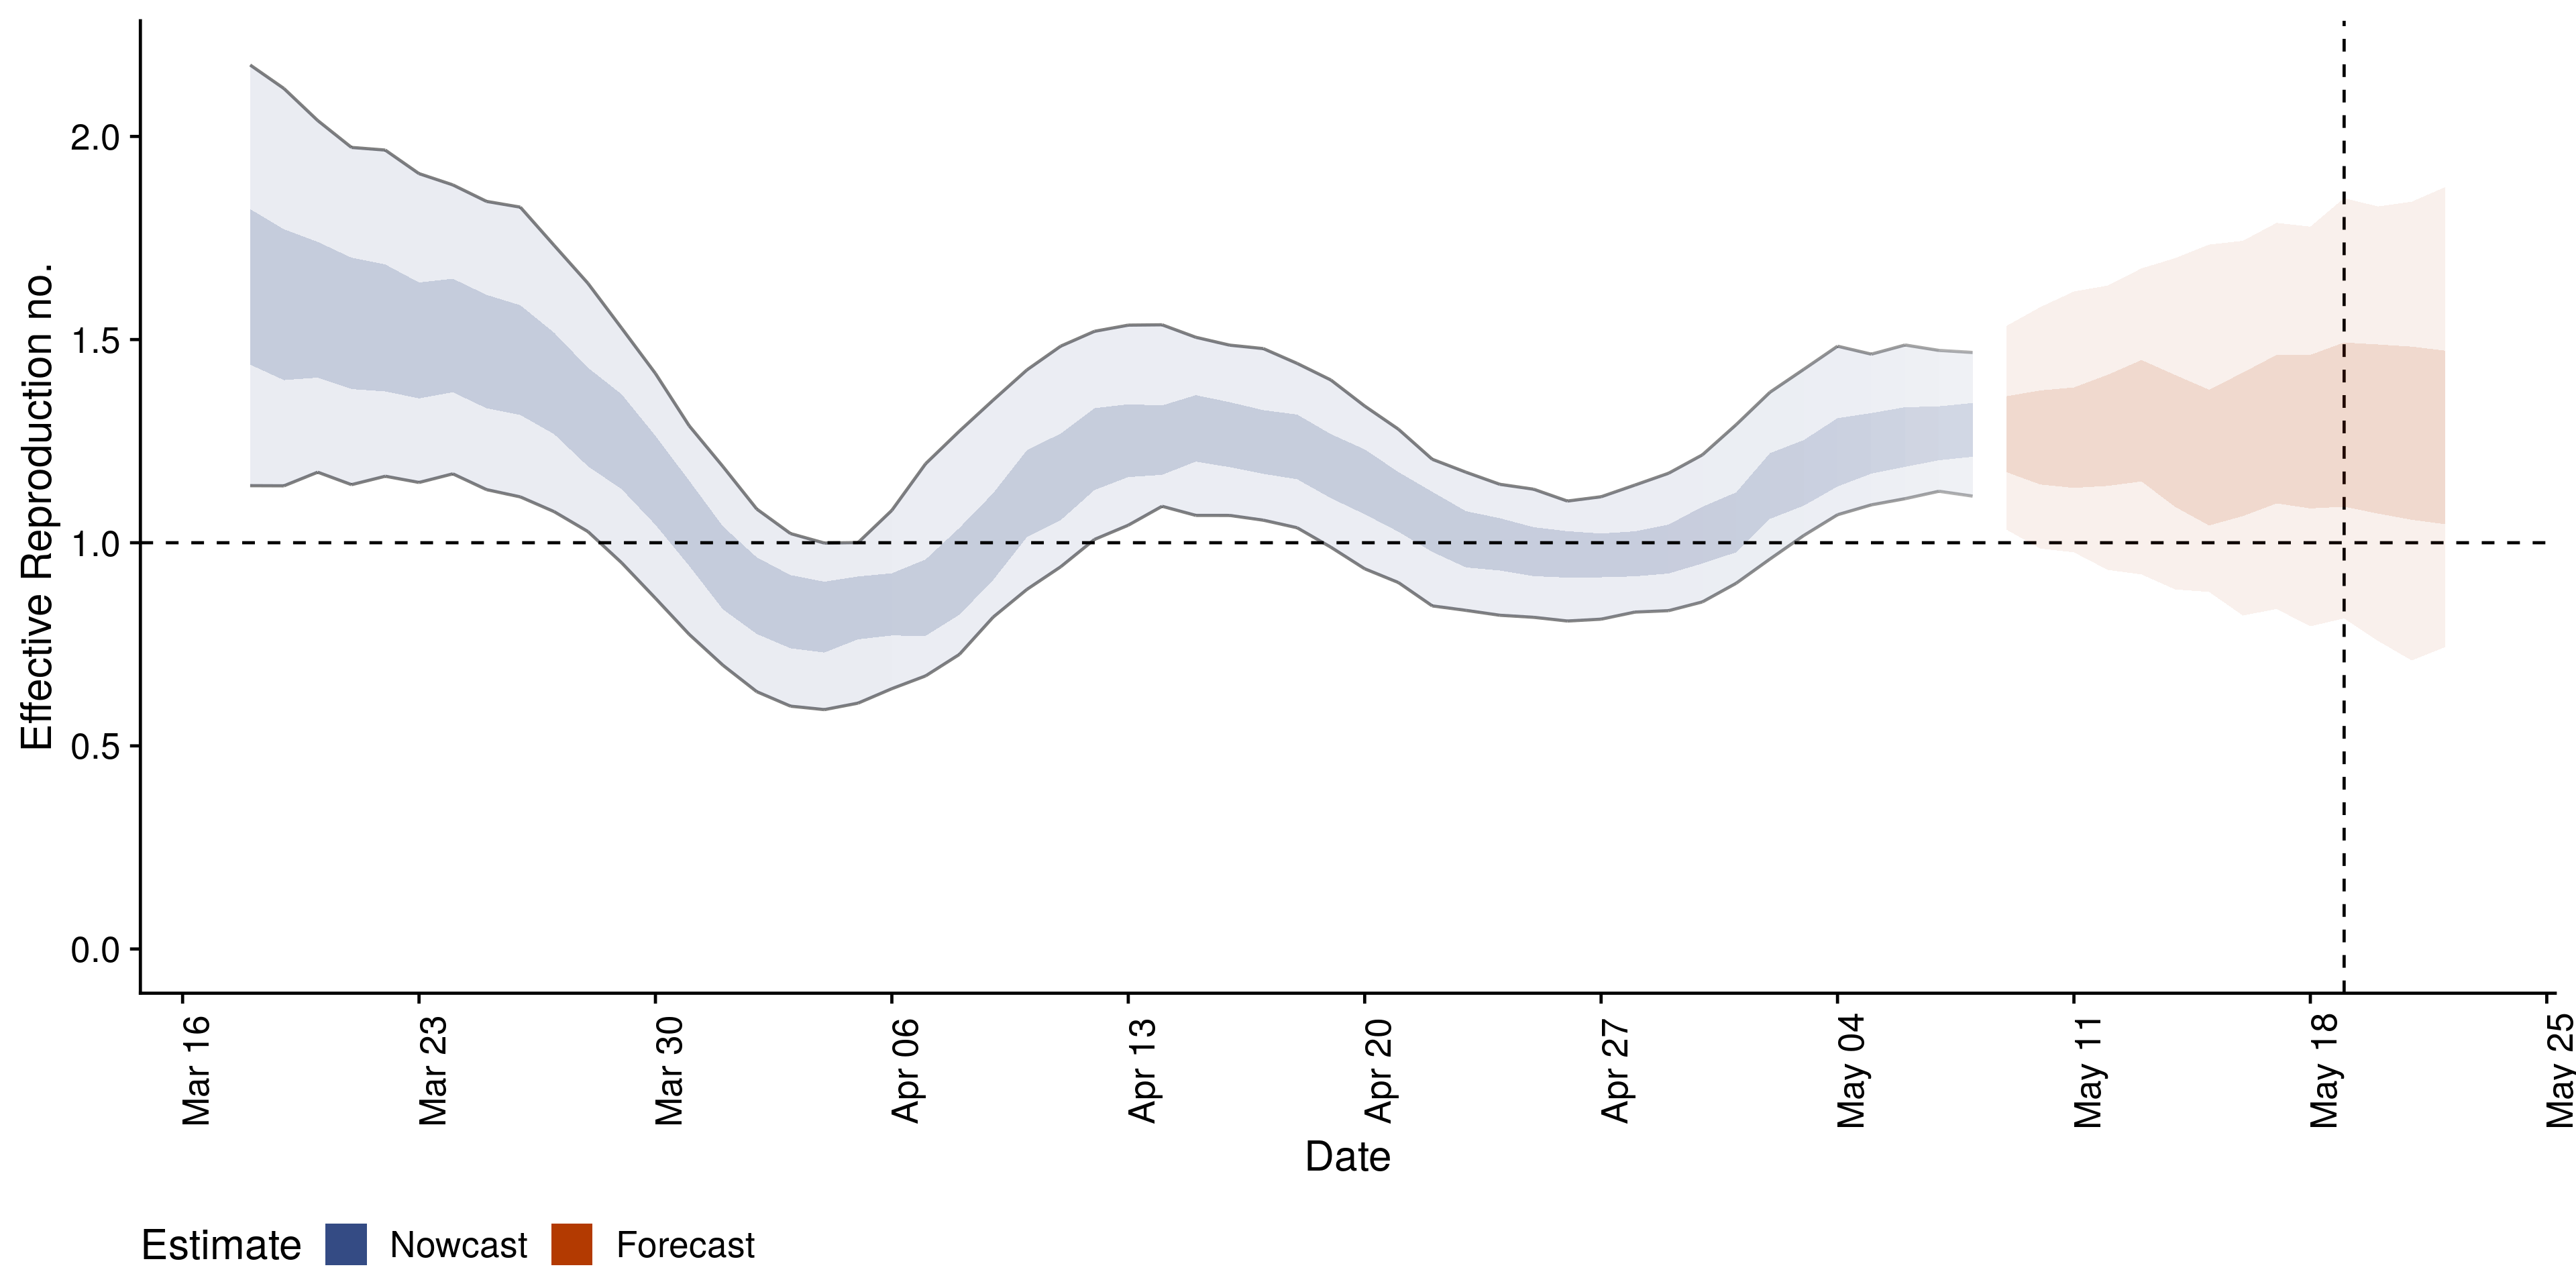 Effective Reproduction no.
2.0
1.5
1.0
0.5
0.0
Mar 16
Mar 23
Mar 30
Apr 06
Apr 13
Apr 20
Apr 27
May 04
May 11
May 18
May 25
Date
Estimate Nowcast Forecast